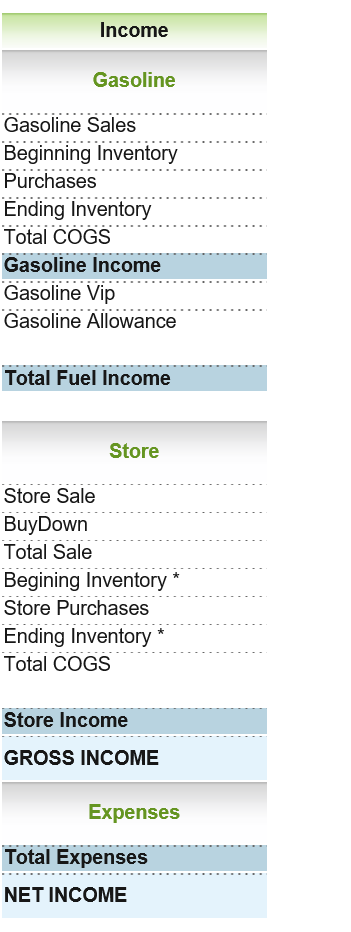 Income
Gasoline
Gasoline Sales
Beginning Inventory
Purchases
Ending Inventory
Total COGS
Gasoline Income
Gasoline Vip
Gasoline Allowance
Total Fuel Income
Store
Store Sale
BuyDown
Total Sale
Begining Inventory *
Store Purchases
Ending Inventory *
Total COGS
Store Income
GROSS INCOME
Expenses
Total Expenses
NET INCOME